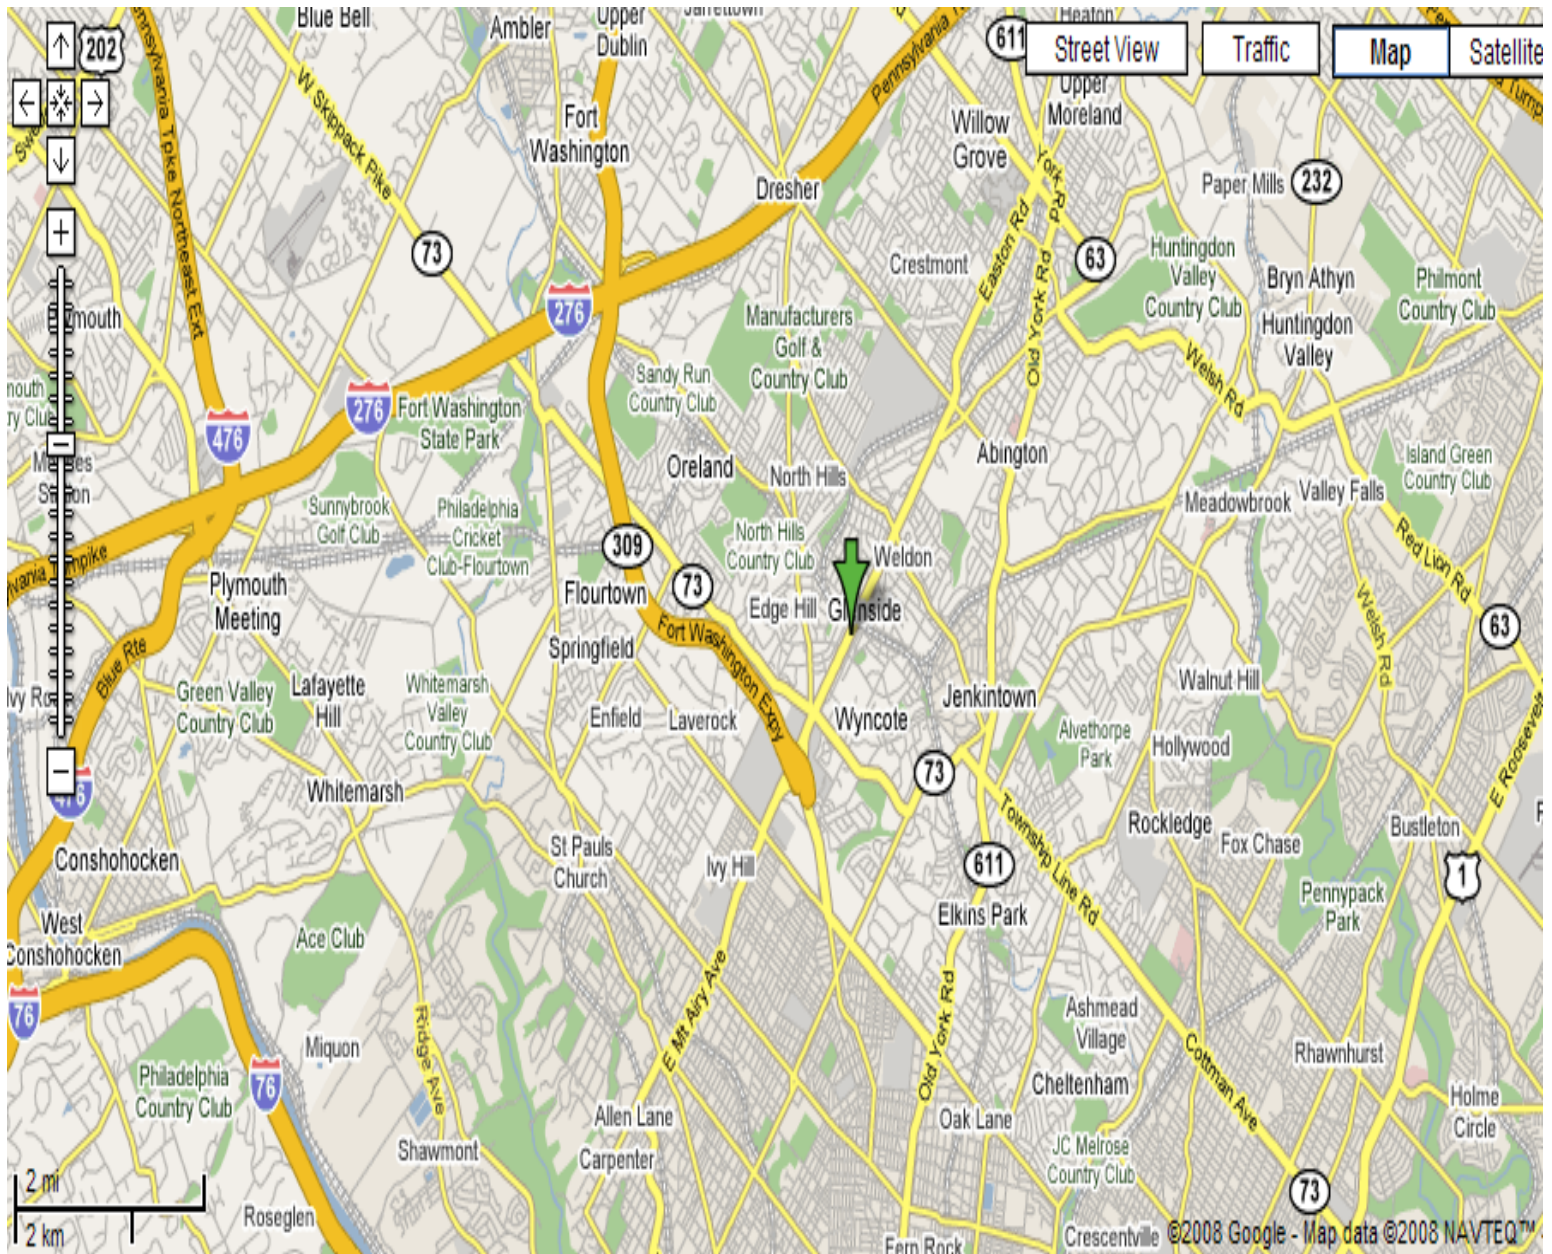 Blue Bell
Ambler
Upper
Dublin
Jarrettown
611
Heaton
Street View
Traffic
Map
Satellite
202
Pennsylvania Tpke Northeast Ext
W Skippack Pike
Fort
Washington
Pennsylvania
Willow
Grove
Upper
Moreland
York Rd
Paper Mills
232
Dresher
73
Crestmont
Easton Rd
63
Huntingdon
Valley
Country Club
Bryn Athyn
Philmont
Country Club
276
Manufacturers
Golf &
Country Club
Old York Rd
Huntingdon
Valley
Welsh Rd
276
Sandy Run
Country Club
Fort Washington
State Park
476
Oreland
North Hills
Abington
Island Green
Country Club
Sunnybrook
Golf Club
Philadelphia
Cricket
Club-Flourtown
Meadowbrook
Valley Falls
North Hills
Country Club
309
Weldon
Red Lion Rd
Plymouth
Meeting
Flourtown
73
Edge Hill
Glenside
Welsh Rd
63
Blue Rte
Springfield
Fort Washington Expy
Green Valley
Country Club
Lafayette
Hill
Whitemarsh
Valley
Country Club
Enfield
Laverock
Wyncote
Jenkintown
Walnut Hill
Alvethorpe
Park
Hollywood
E Roosevelt
476
Whitemarsh
73
Township Line Rd
Rockledge
Fox Chase
Bustleton
Conshohocken
St Pauls
Church
Ivy Hill
611
1
Pennypack
Park
West
Conshohocken
Ace Club
Elkins Park
E Mt Airy Ave
Old York Rd
76
Ridge Ave
Ashmead
Village
Miquon
Cottman Ave
Rhawnhurst
Philadelphia
Country Club
76
Cheltenham
Holme
Circle
Allen Lane
Oak Lane
Shawmont
Carpenter
JC Melrose
Country Club
2 mi
2 km
73
Roseglen
Fern Rock
Crescentville
©2008 Google - Map data ©2008 NAVTEQ™